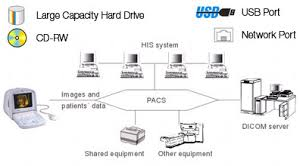 Large Capacity Hard Drive
USB
USB Port
CD-RW
Network Port
HIS system
Images and
patients' data
PACS
DICOM server
Shared equipment
Other equipment